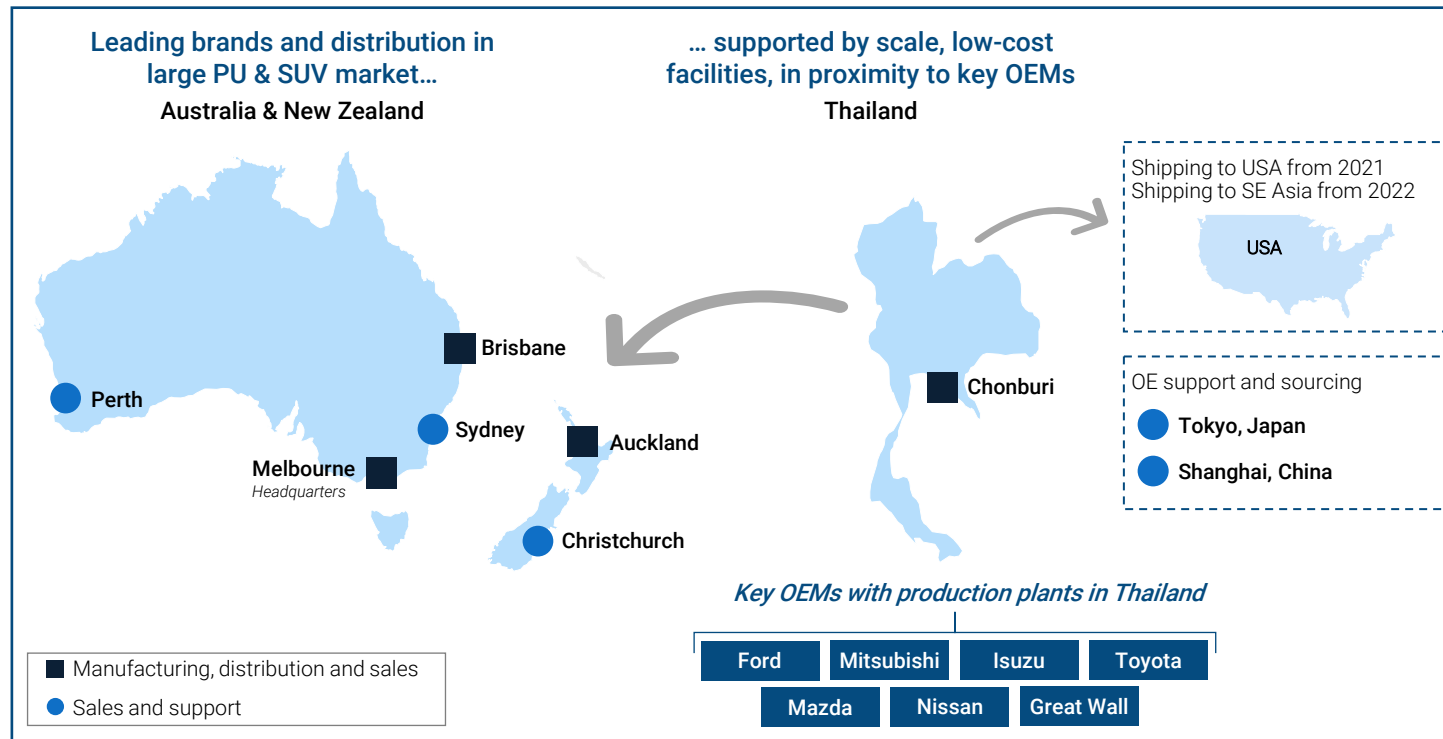 Leading brands and distribution in
large PU & SUV market…
Australia & New Zealand
… supported by scale, low-cost
facilities, in proximity to key OEMs
Thailand
Shipping to USA from 2021
Shipping to SE Asia from 2022
USA
Brisbane
Perth
Sydney
Auckland
Melbourne
Headquarters
Christchurch
Chonburi
OE support and sourcing
Tokyo, Japan
Shanghai, China
Key OEMs with production plants in Thailand
Ford
Mitsubishi
Isuzu
Toyota
Mazda
Nissan
Great Wall
Manufacturing, distribution and sales
Sales and support